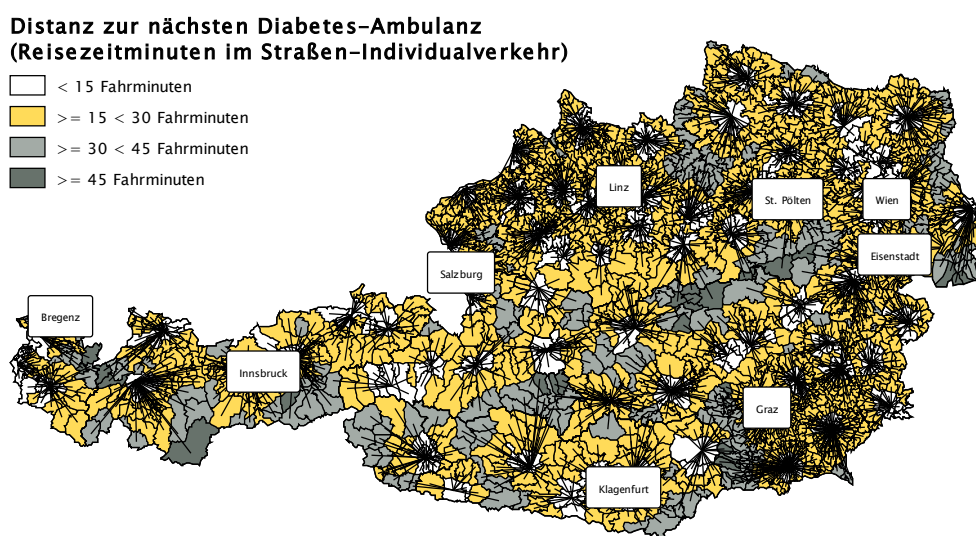 Distanz zur nächsten Diabetes-Ambulanz
(Reisezeitminuten im Straßen-Individualverkehr)
< 15 Fahrminuten
>= 15 < 30 Fahrminuten
>= 30 < 45 Fahrminuten
>= 45 Fahrminuten
Linz
St. Pölten
Wien
Eisenstadt
Salzburg
Bregenz
Innsbruck
Graz
Klagenfurt